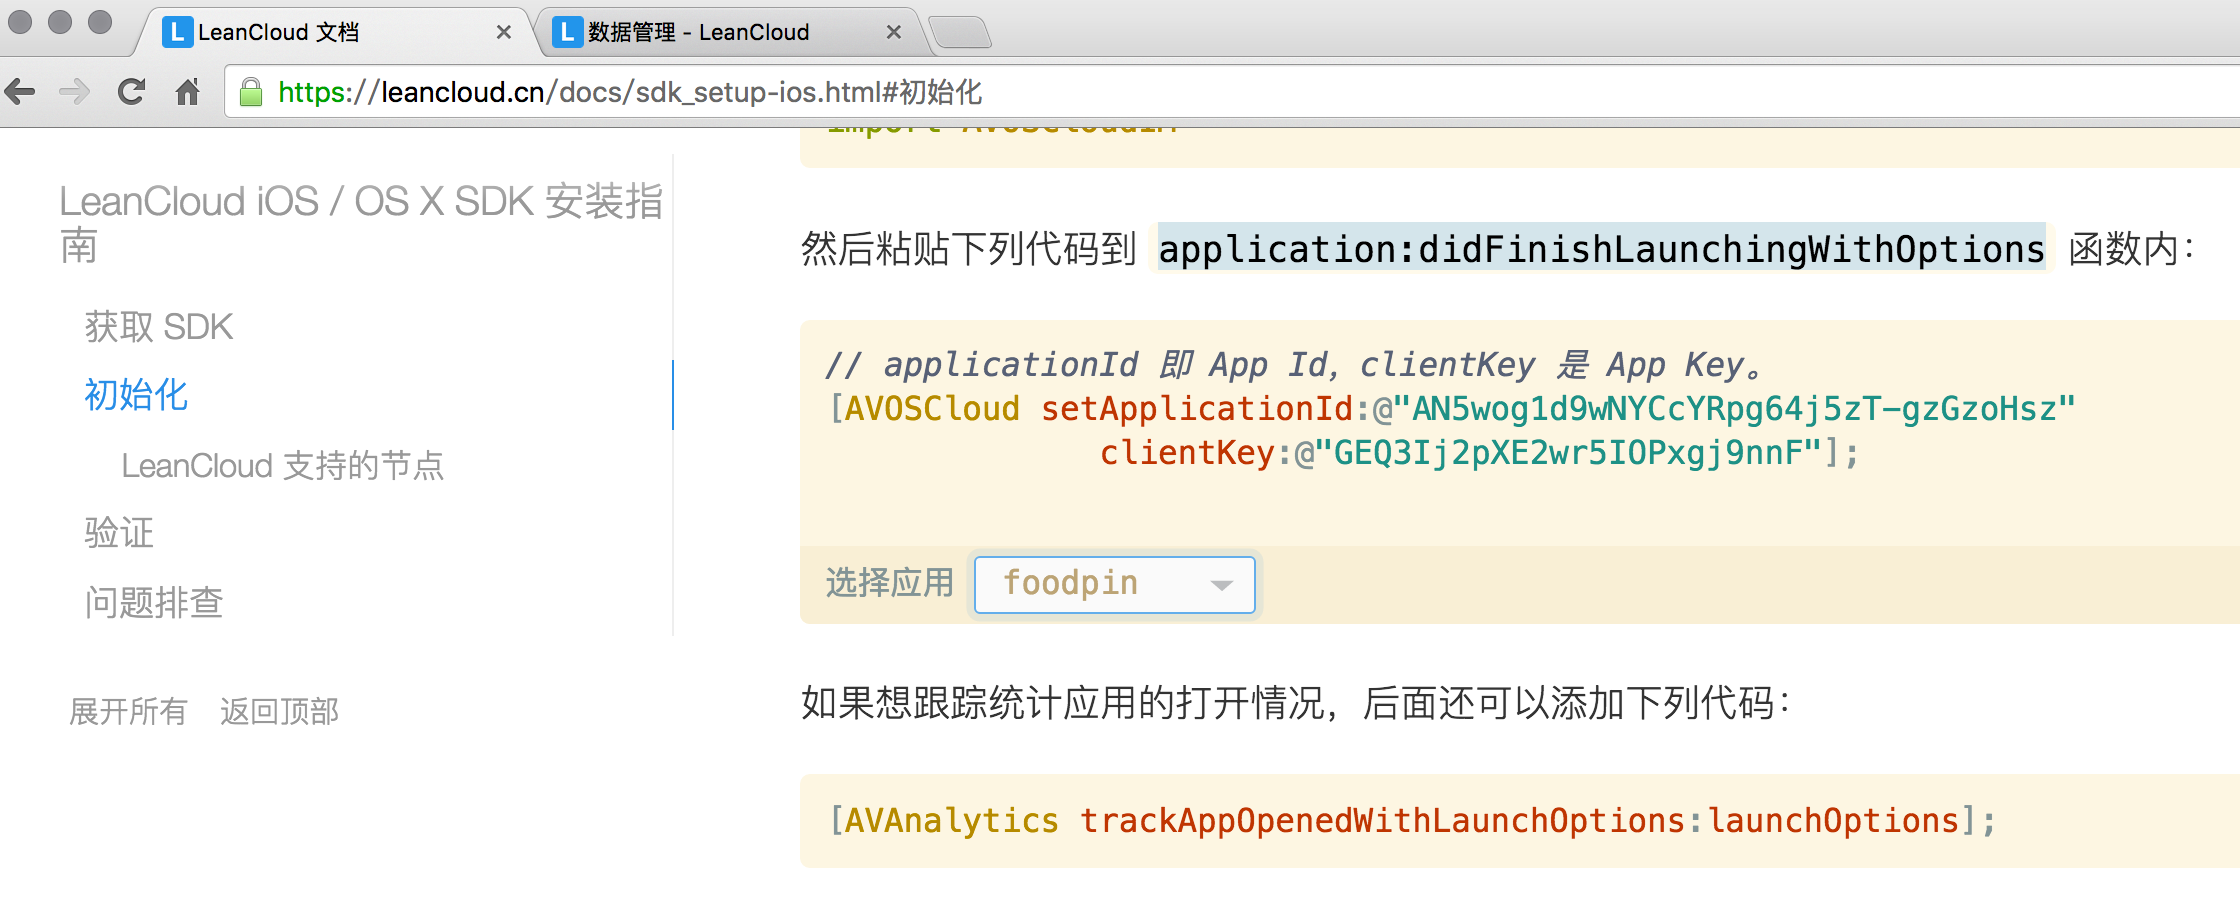 LeanCloud 文档
数据管理 - LeanCloud
https://leancloud.cn/docs/sdk_setup-ios.html#初始化
import AVOSCloudIM
LeanCloud iOS / OS X SDK 安装指
南
获取 SDK
初始化
LeanCloud 支持的节点
验证
问题排查
展开所有 返回顶部
然后粘贴下列代码到 application:didFinishLaunchingWithOptions 函数内：
// applicationId 即 App Id，clientKey 是 App Key。
[AVOSCloud setApplicationId:@"AN5wog1d9wNYCcYRpg64j5zT-gzGzoHsz"
clientKey:@"GEQ3Ij2pXE2wr5IOPxgj9nnF"];
选择应用 foodpin
如果想跟踪统计应用的打开情况，后面还可以添加下列代码：
[AVAnalytics trackAppOpenedWithLaunchOptions:launchOptions];